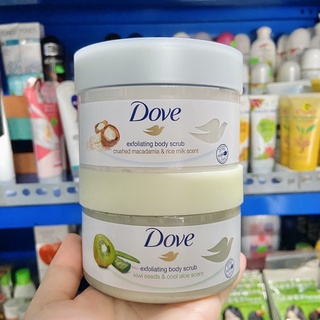 Dove
exfoliating body scrub
crushed macadamia & rice milk scent
Dove
exfoliating body scrub
kiwi seeds & cool aloe scent